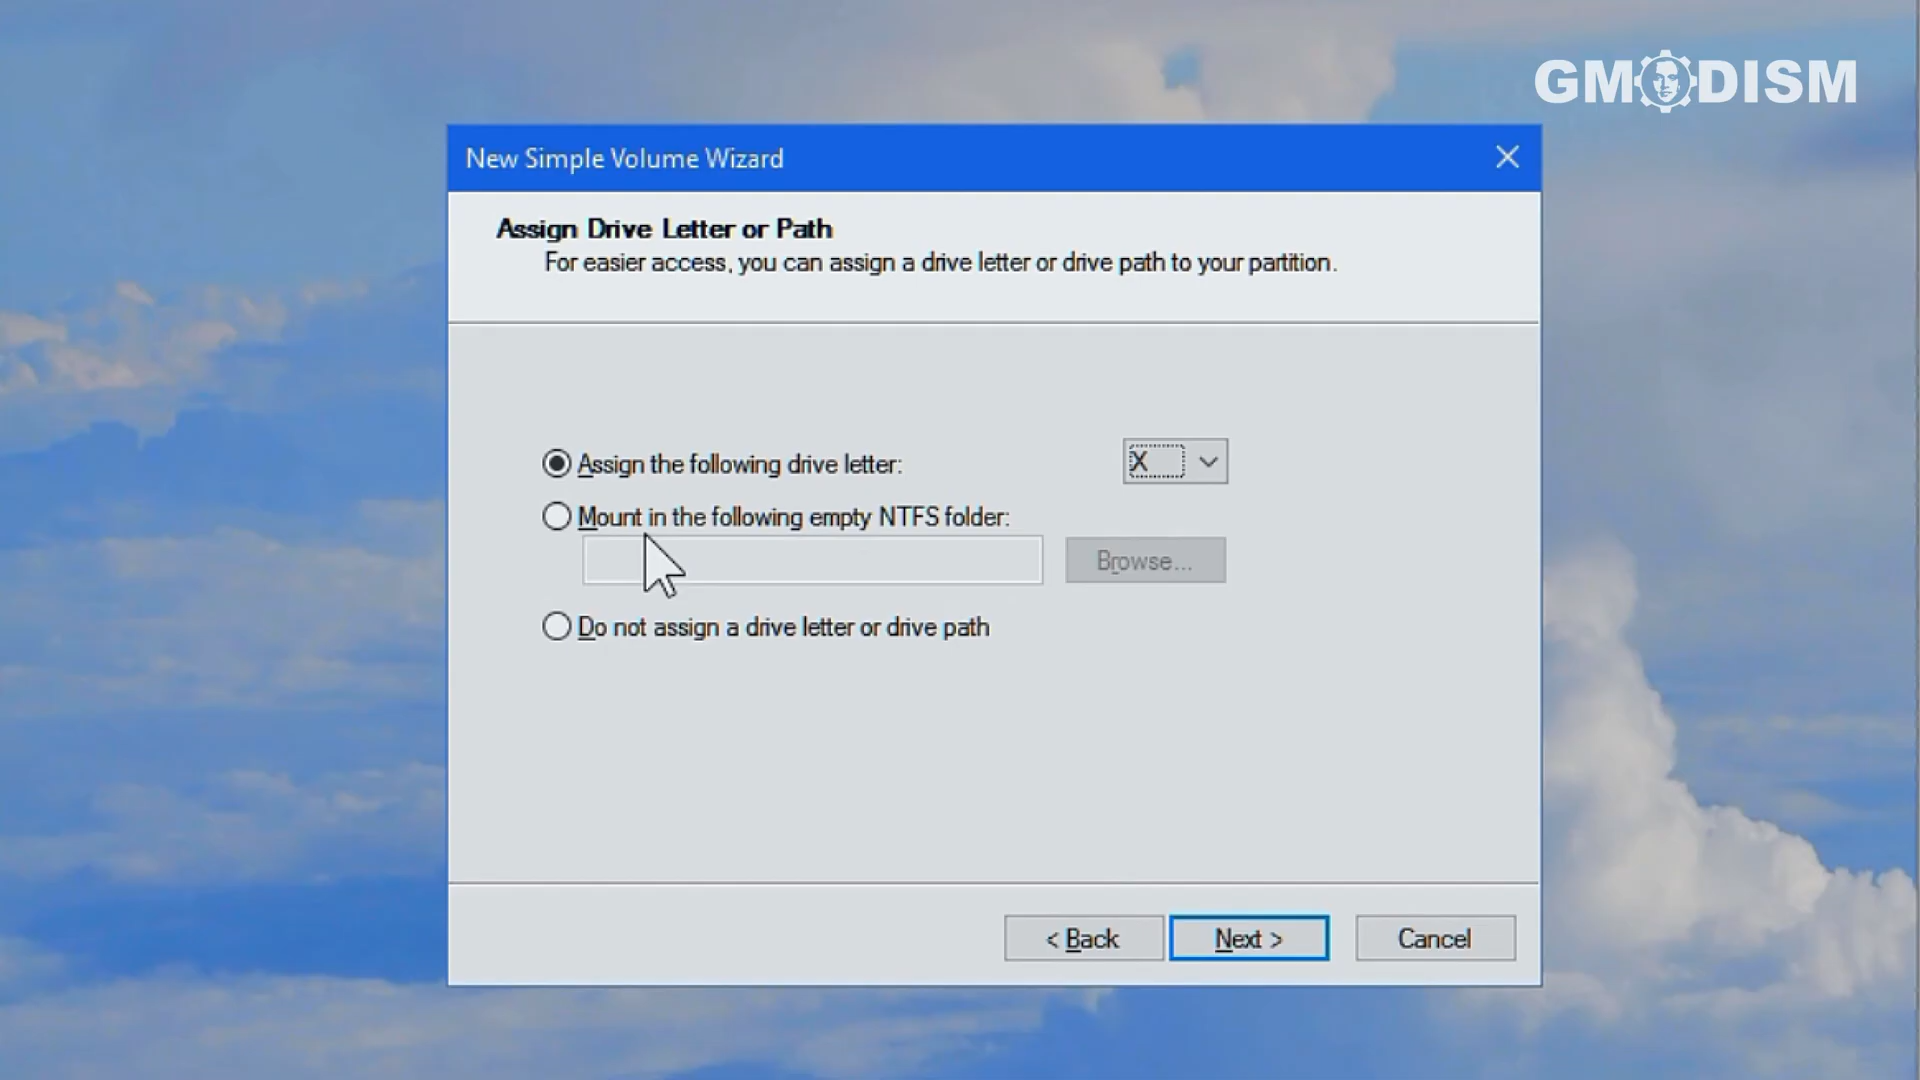 GMODISM
New Simple Volume Wizard
Assign Drive Letter or Path
For easier access, you can assign a drive letter or drive path to your partition.
Assign the following drive letter: X
Mount in the following empty NTFS folder:
Browse...
Do not assign a drive letter or drive path
< Back Next > Cancel